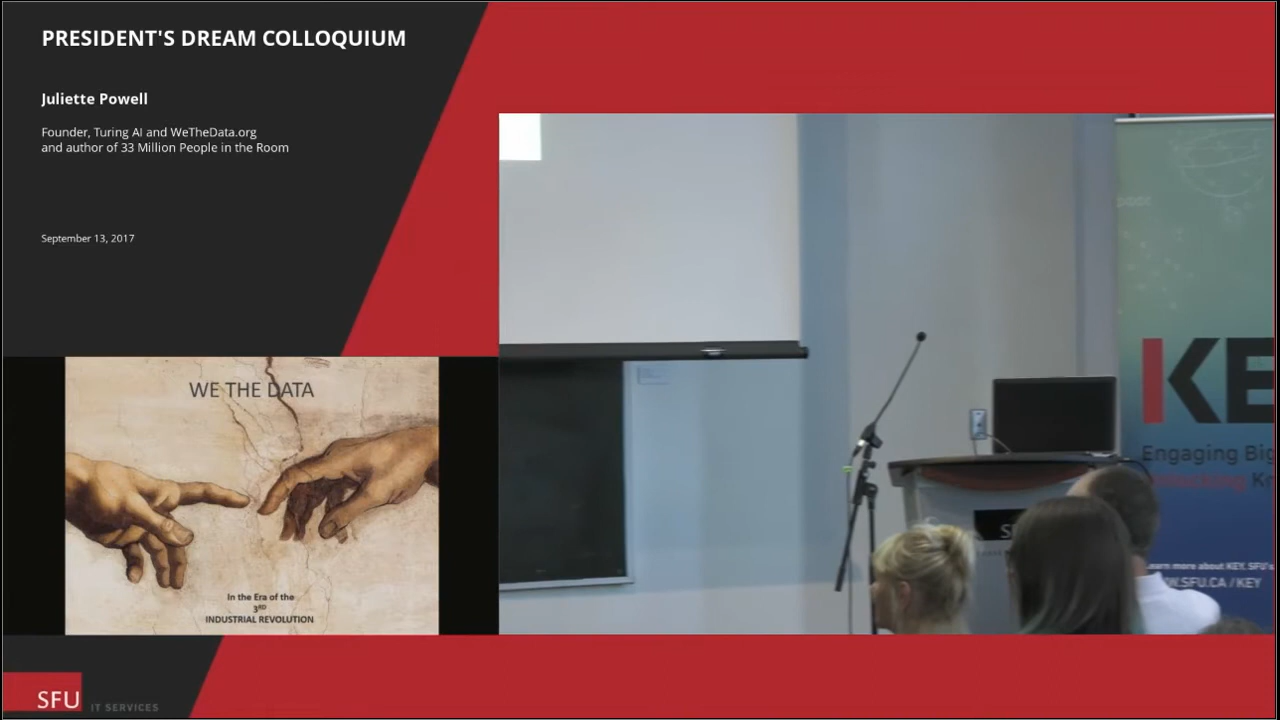 PRESIDENT'S DREAM COLLOQUIUM
Juliette Powell
Founder, Turing AI and WeTheData.org
and author of 33 Million People in the Room
September 13, 2017
WE THE DATA
In the Era of the
3RD
INDUSTRIAL REVOLUTION
SFU IT SERVICES
KE
Engaging Big
earn more about KEY, SFU's
WW.SFU.CA / KEY